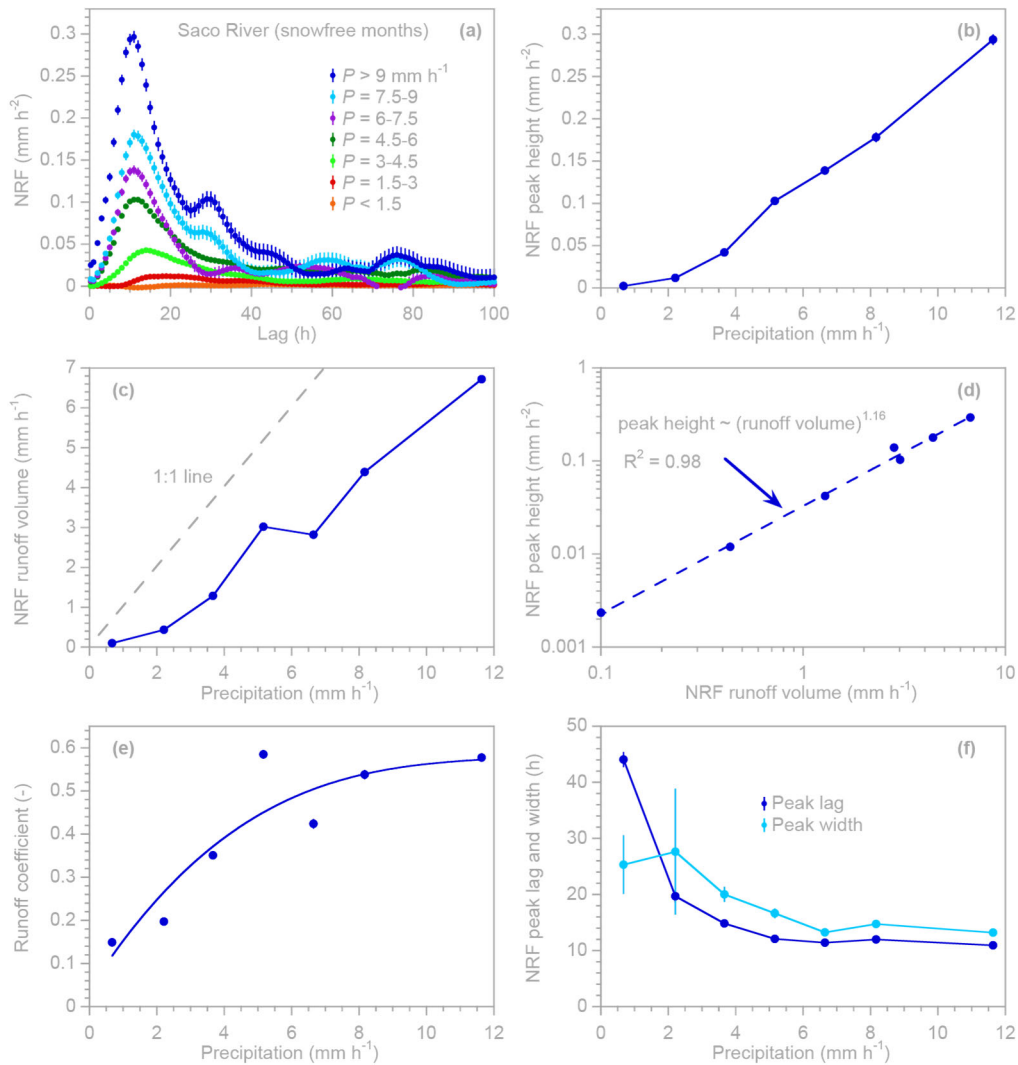 Saco River (snowfree months) (a)
NRF (mm h-2)
0.3
0.25
0.2
0.15
0.1
0.05
0
P > 9 mm h-1
P = 7.5-9
P = 6-7.5
P = 4.5-6
P = 3-4.5
P = 1.5-3
P < 1.5
0 20 40 60 80 100
Lag (h)
(b)
NRF peak height (mm h-2)
0.3
0.25
0.2
0.15
0.1
0.05
0
0 2 4 6 8 10 12
Precipitation (mm h-1)
(c)
NRF runoff volume (mm h-1)
7
6
5
4
3
2
1
0
1:1 line
0 2 4 6 8 10 12
Precipitation (mm h-1)
(d)
NRF peak height (mm h-2)
1
0.1
0.01
0.001
peak height ~ (runoff volume)1.16
R2 = 0.98
0.1 1 10
NRF runoff volume (mm h-1)
(e)
Runoff coefficient (-)
0.6
0.5
0.4
0.3
0.2
0.1
0
0 2 4 6 8 10 12
Precipitation (mm h-1)
(f)
NRF peak lag and width (h)
50
40
30
20
10
0
Peak lag
Peak width
0 2 4 6 8 10 12
Precipitation (mm h-1)